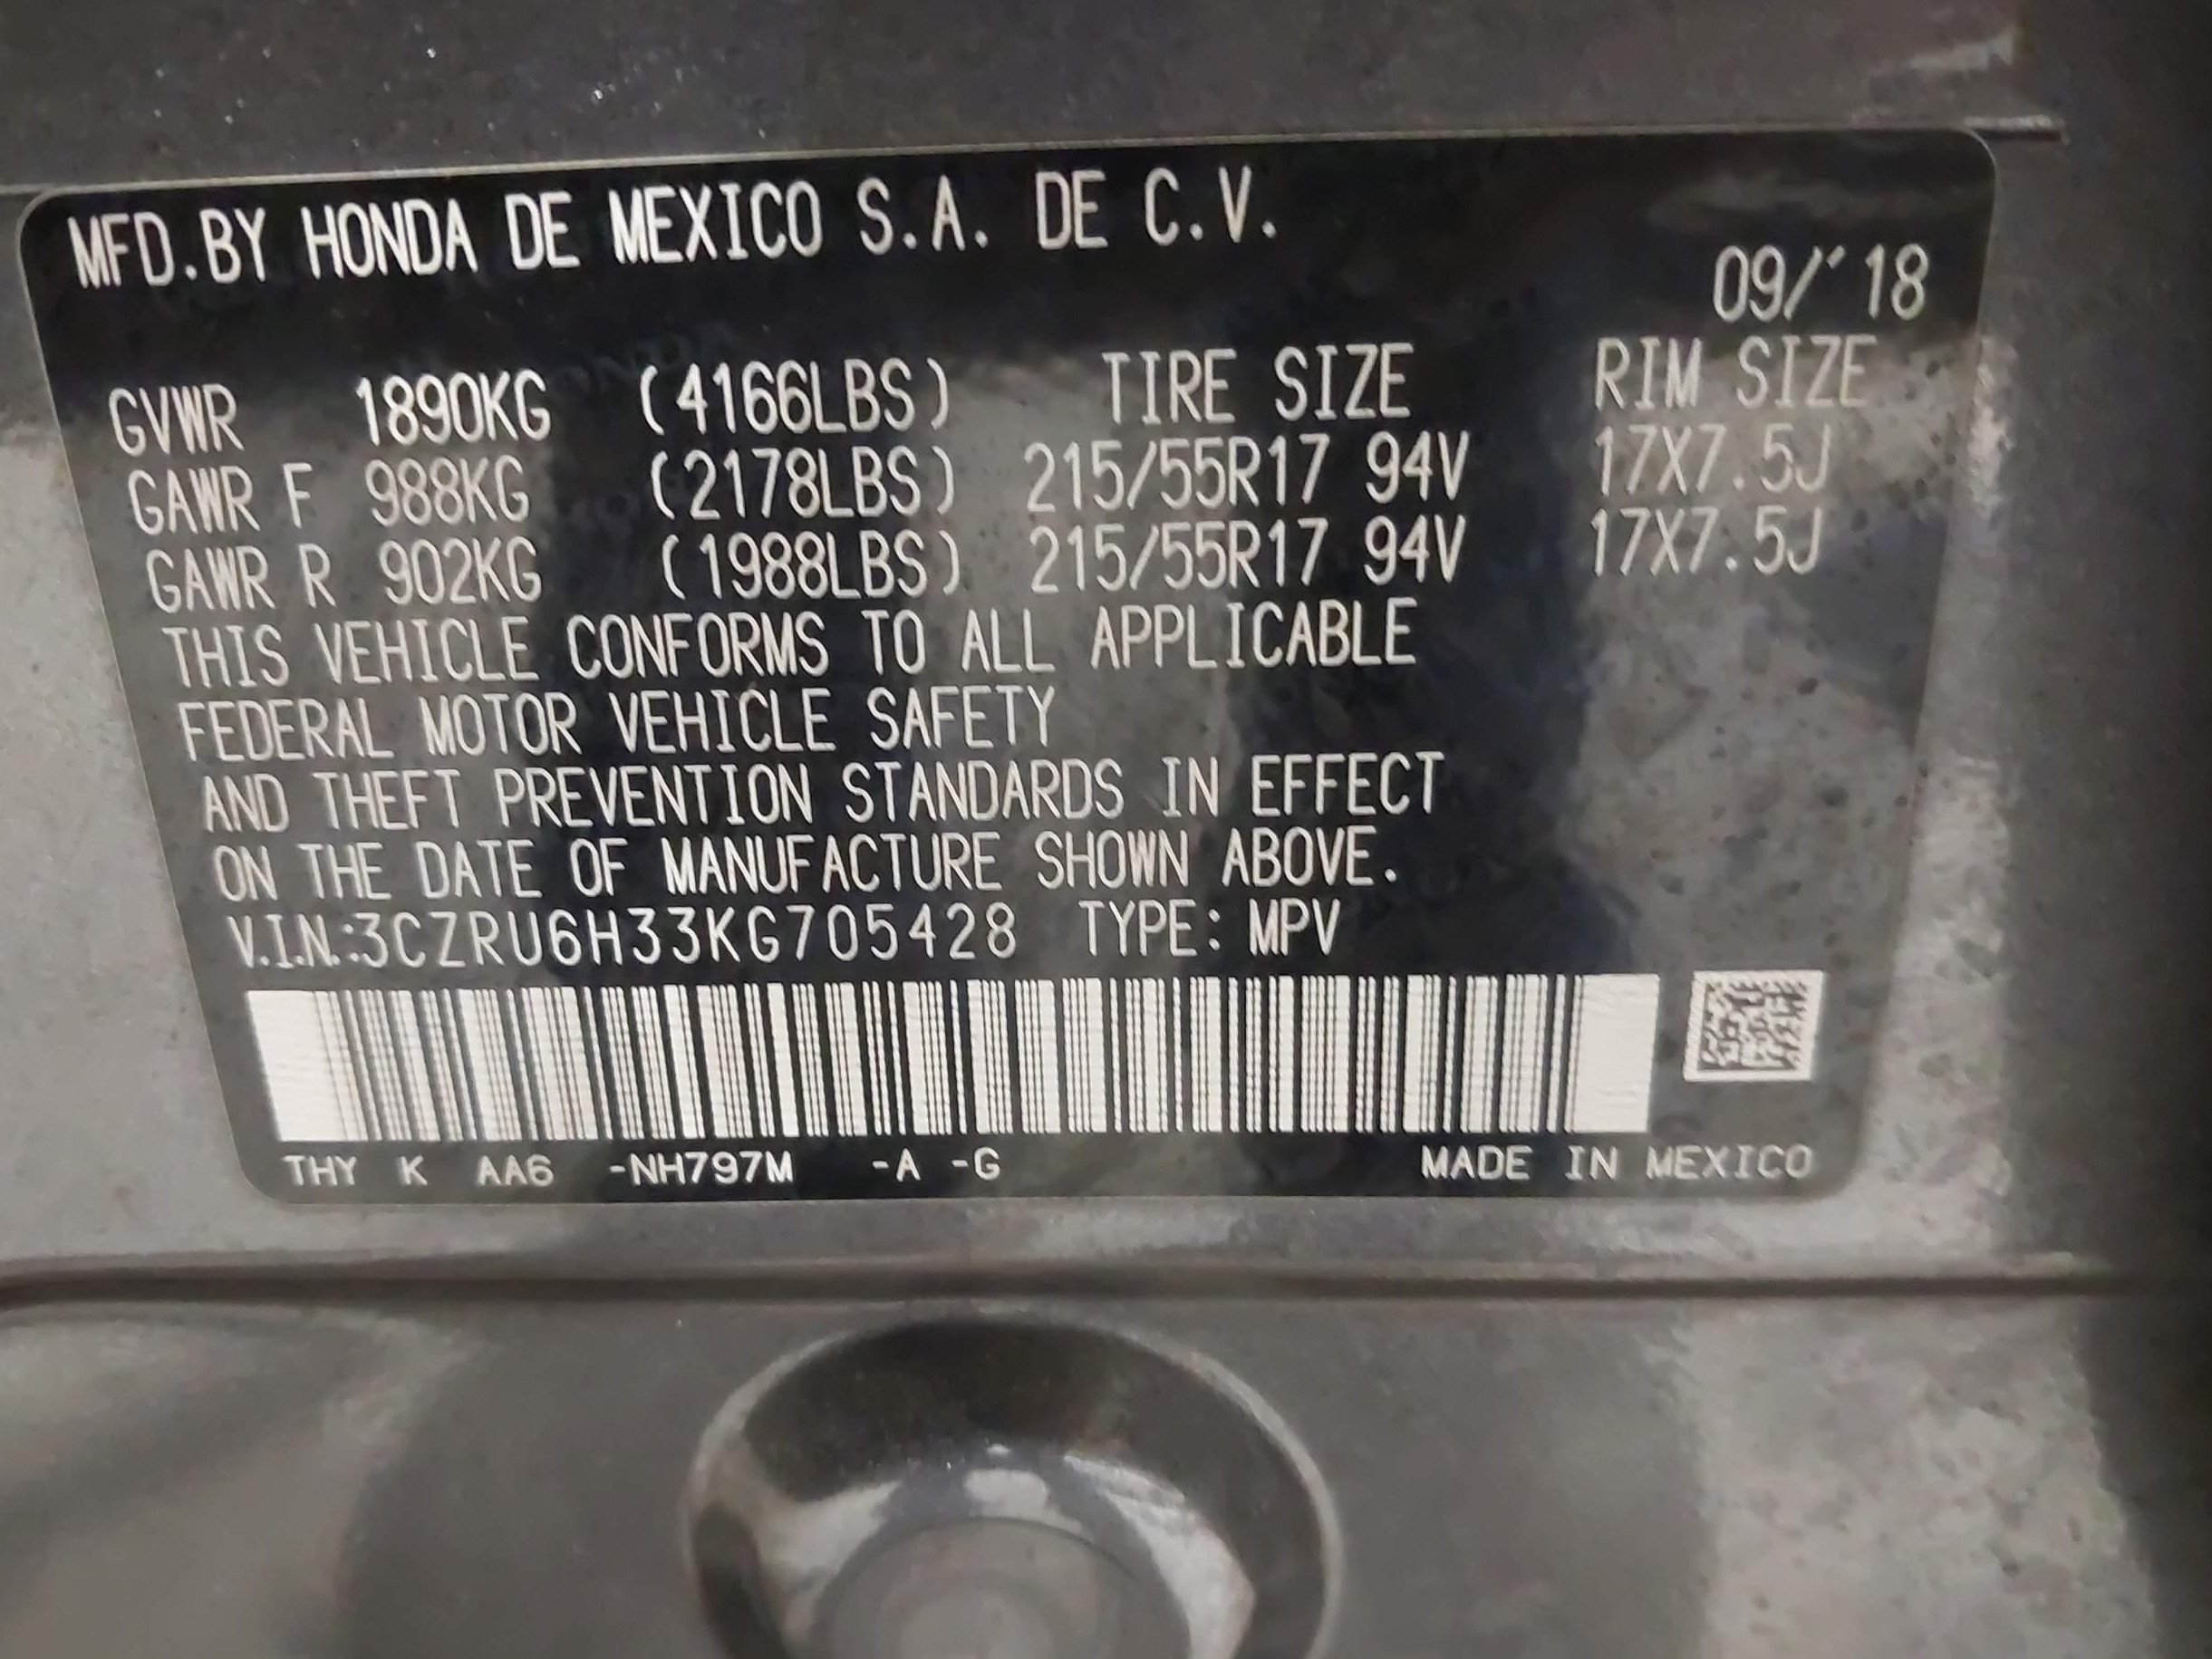 MFD.BY HONDA DE MEXICO S.A. DE C.V.
09/'18
GVWR 1890KG (4166LBS) TIRE SIZE RIM SIZE
GAWR F 988KG (2178LBS) 215/55R17 94V 17X7.5J
GAWR R 902KG (1988LBS) 215/55R17 94V 17X7.5J
THIS VEHICLE CONFORMS TO ALL APPLICABLE
FEDERAL MOTOR VEHICLE SAFETY
AND THEFT PREVENTION STANDARDS IN EFFECT
ON THE DATE OF MANUFACTURE SHOWN ABOVE.
V.I.N.:3CZRU6H33KG705428 TYPE: MPV
THY K AA6 -NH797M -A -G MADE IN MEXICO